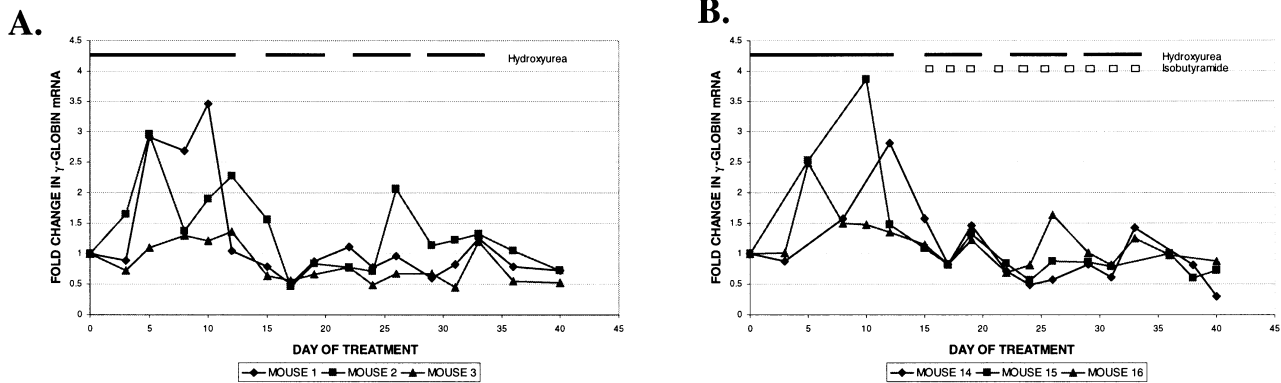 A.
4.5
4
3.5
3
2.5
2
1.5
1
0.5
0
FOLD CHANGE IN γ-GLOBIN mRNA
Hydroxyurea
0 5 10 15 20 25 30 35 40 45
DAY OF TREATMENT
MOUSE 1 MOUSE 2 MOUSE 3
B.
4.5
4
3.5
3
2.5
2
1.5
1
0.5
0
FOLD CHANGE IN γ-GLOBIN mRNA
Hydroxyurea
Isobutyramide
0 5 10 15 20 25 30 35 40 45
DAY OF TREATMENT
MOUSE 14 MOUSE 15 MOUSE 16